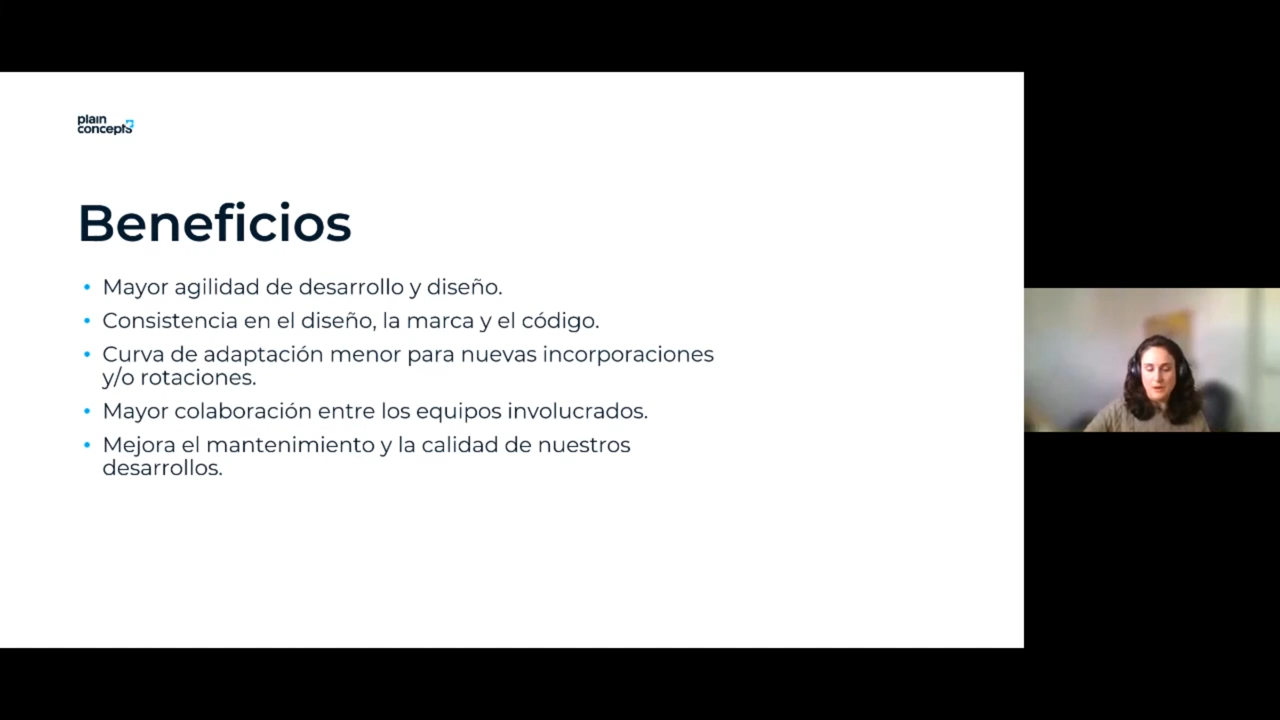 plain
concepts
Beneficios
• Mayor agilidad de desarrollo y diseño.
• Consistencia en el diseño, la marca y el código.
• Curva de adaptación menor para nuevas incorporaciones
y/o rotaciones.
• Mayor colaboración entre los equipos involucrados.
• Mejora el mantenimiento y la calidad de nuestros
desarrollos.